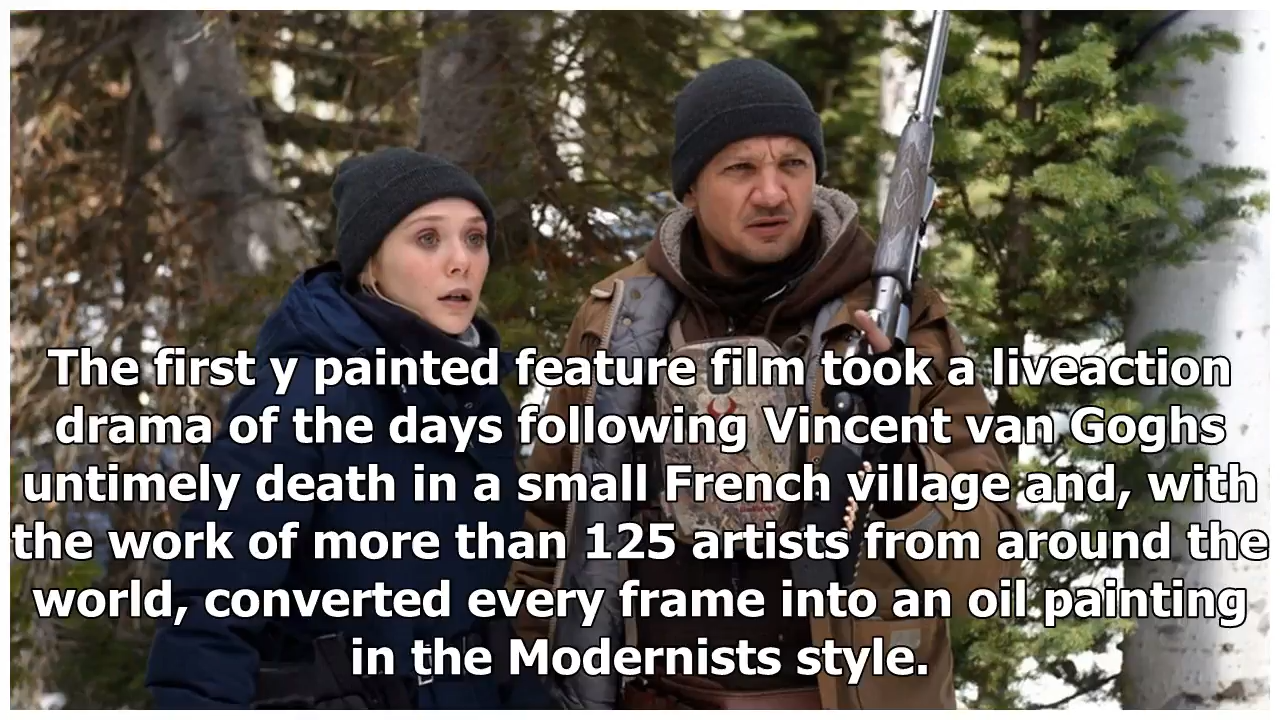 The first y painted feature film took a liveaction
drama of the days following Vincent van Goghs
untimely death in a small French village and, with
the work of more than 125 artists from around the
world, converted every frame into an oil painting
in the Modernists style.